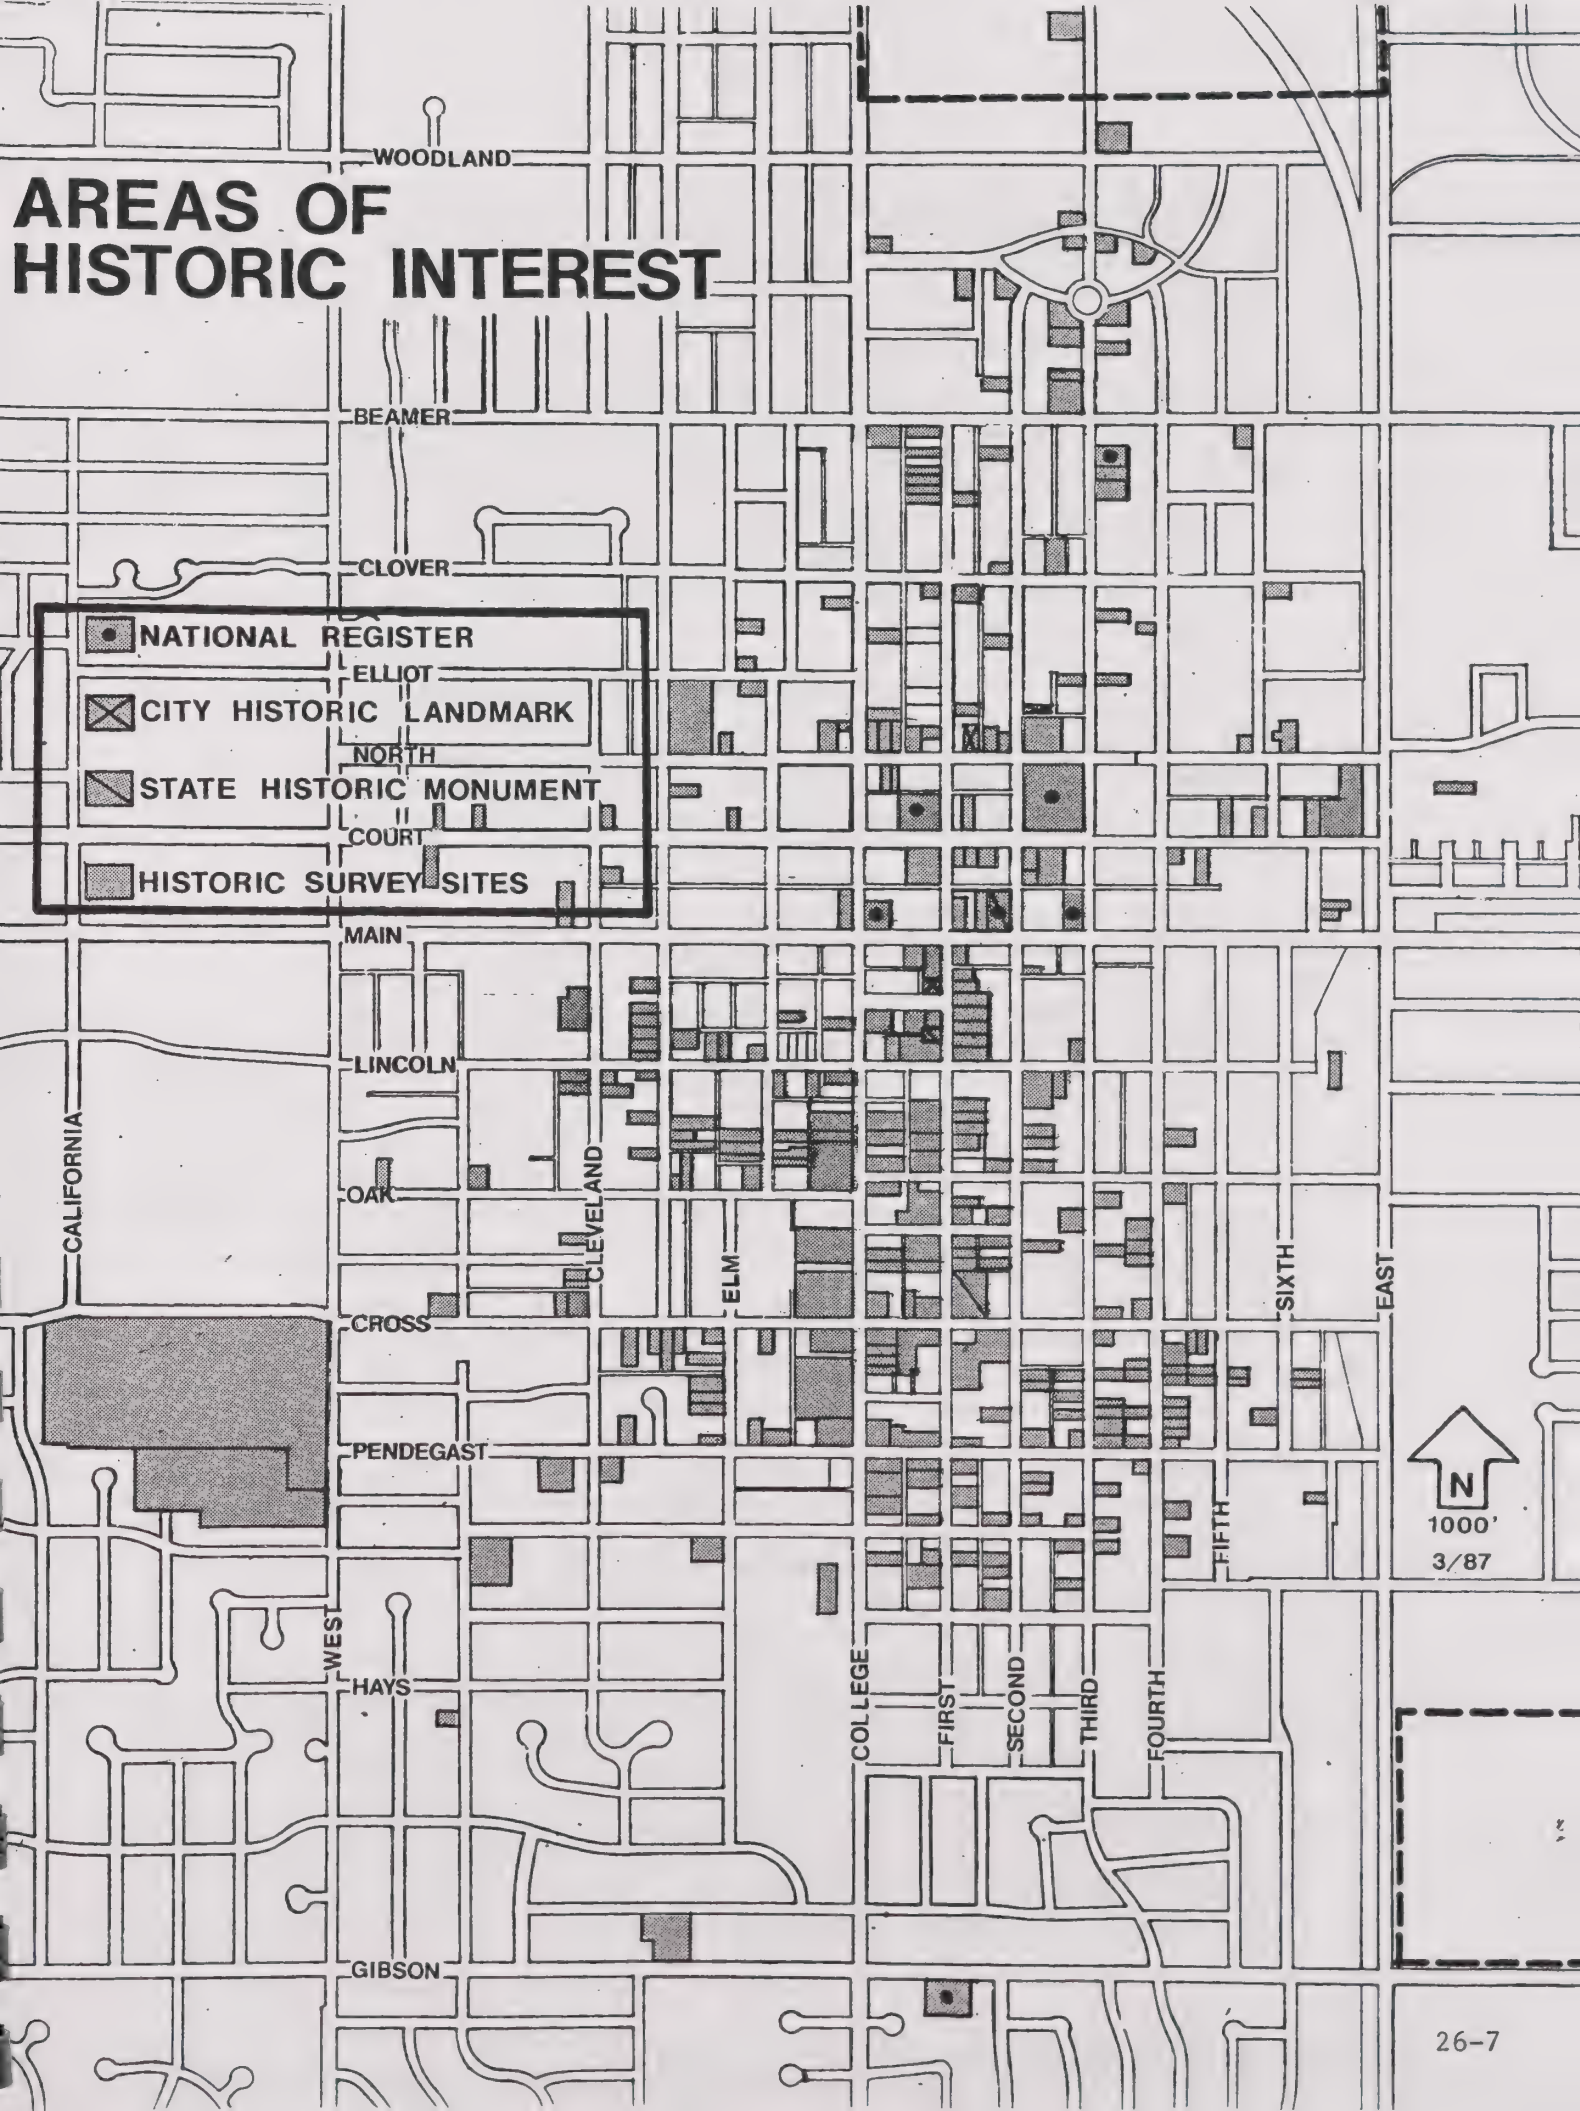 WOODLAND
AREAS OF
HISTORIC INTEREST
BEAMER
CLOVER
NATIONAL REGISTER
ELLIOT
CITY HISTORIC LANDMARK
NORTH
STATE HISTORIC MONUMENT
COURT
HISTORIC SURVEY SITES
MAIN
LINCOLN
CALIFORNIA
OAK
CLEVELAND
ELM
SIXTH
EAST
CROSS
PENDEGAST
N
1000'
3/87
FIFTH
WEST
HAYS
COLLEGE
FIRST
SECOND
THIRD
FOURTH
GIBSON
26-7